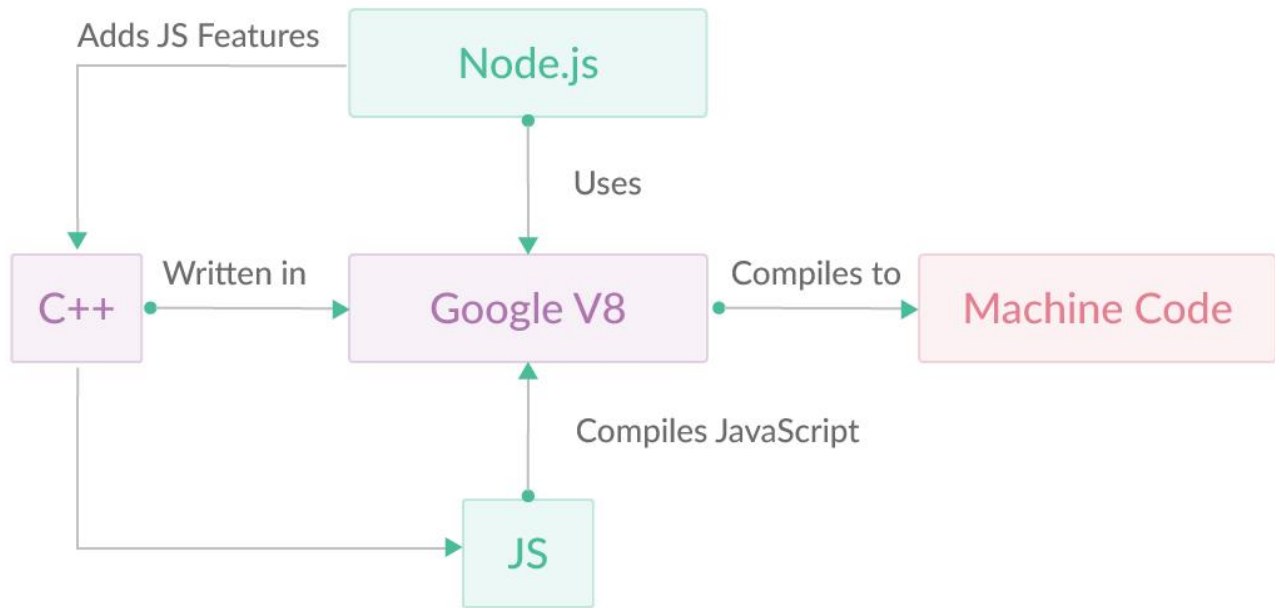 Adds JS Features
Node.js
Uses
C++
Written in
Google V8
Compiles to
Machine Code
Compiles JavaScript
JS